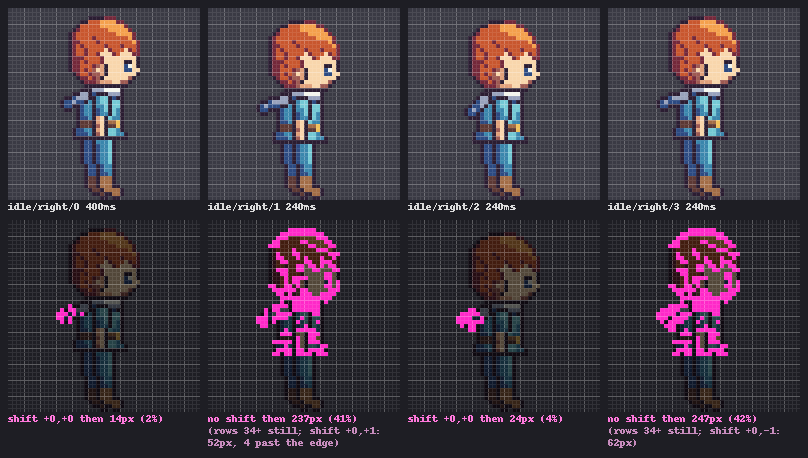 idle/right/0 400ms
idle/right/1 240ms
idle/right/2 240ms
idle/right/3 240ms
shift +0,+0 then 14px (2%)
no shift then 237px (41%)
(rows 34+ still; shift +0,+1:
52px, 4 past the edge)
shift +0,+0 then 24px (4%)
no shift then 247px (42%)
(rows 34+ still; shift +0,-1:
62px)